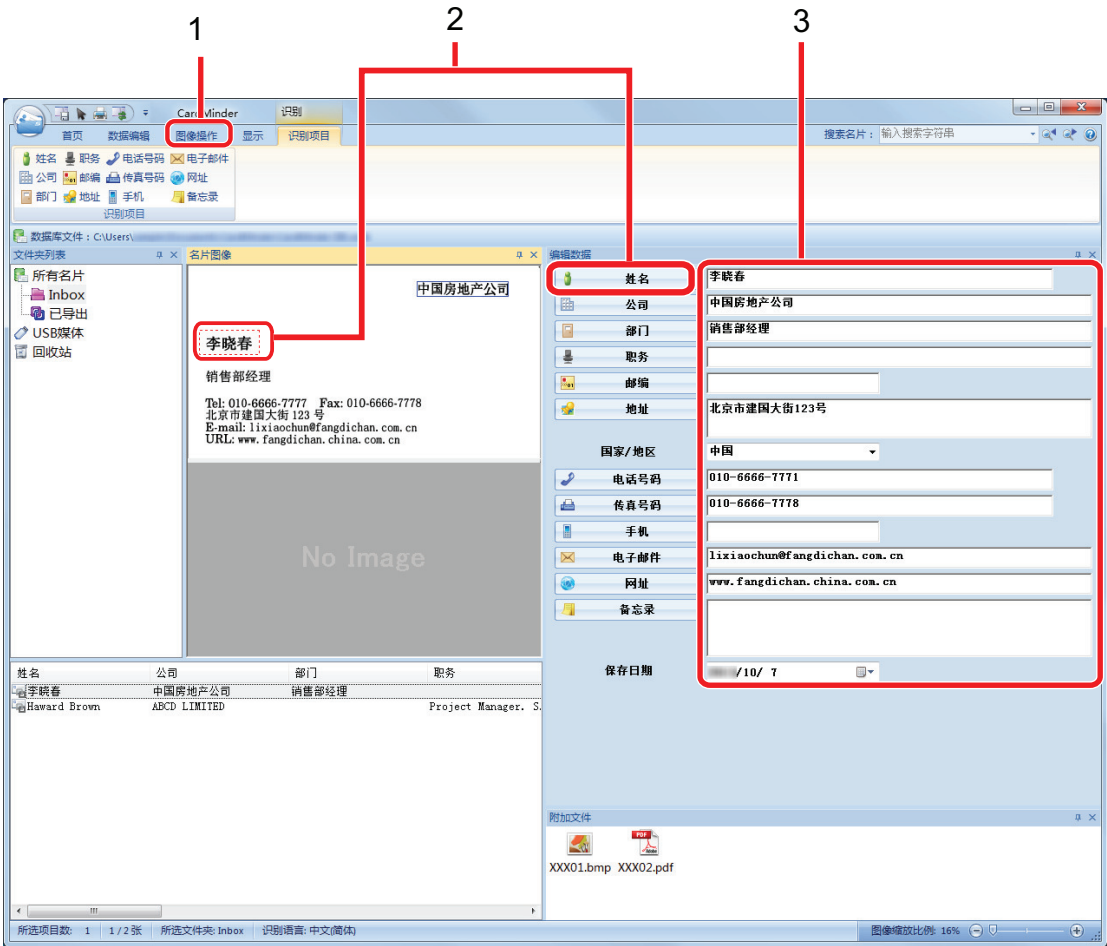 1
2
3
CardMinder
识别
首页 数据编辑 图像操作 显示 识别项目
搜索名片： 输入搜索字符串
姓名 职务 电话号码 电子邮件
公司 邮编 传真号码 网址
部门 地址 手机 备忘录
识别项目
数据库文件：C:\Users\
文件夹列表
所有名片
Inbox
已导出
USB媒体
回收站
名片图像
中国房地产公司
李晓春
销售部经理
Tel: 010-6666-7777 Fax: 010-6666-7778
北京市建国大街 123 号
E-mail: lixiaochun@fangdichan.com.cn
URL: www.fangdichan.china.com.cn
No Image
编辑数据
姓名 李晓春
公司 中国房地产公司
部门 销售部经理
职务
邮编
地址 北京市建国大街123号
国家/地区 中国
电话号码 010-6666-7771
传真号码 010-6666-7778
手机
电子邮件 lixiaochun@fangdichan.com.cn
网址 www.fangdichan.china.com.cn
备忘录
保存日期 /10/ 7
姓名 公司 部门 职务
李晓春 中国房地产公司 销售部经理
Haward Brown ABCD LIMITED Project Manager. S.
附加文件
PDF
Adobe
XXX01.bmp XXX02.pdf
所选项目数: 1 1/2张 所选文件夹: Inbox 识别语言: 中文(简体)
图像缩放比例: 16%